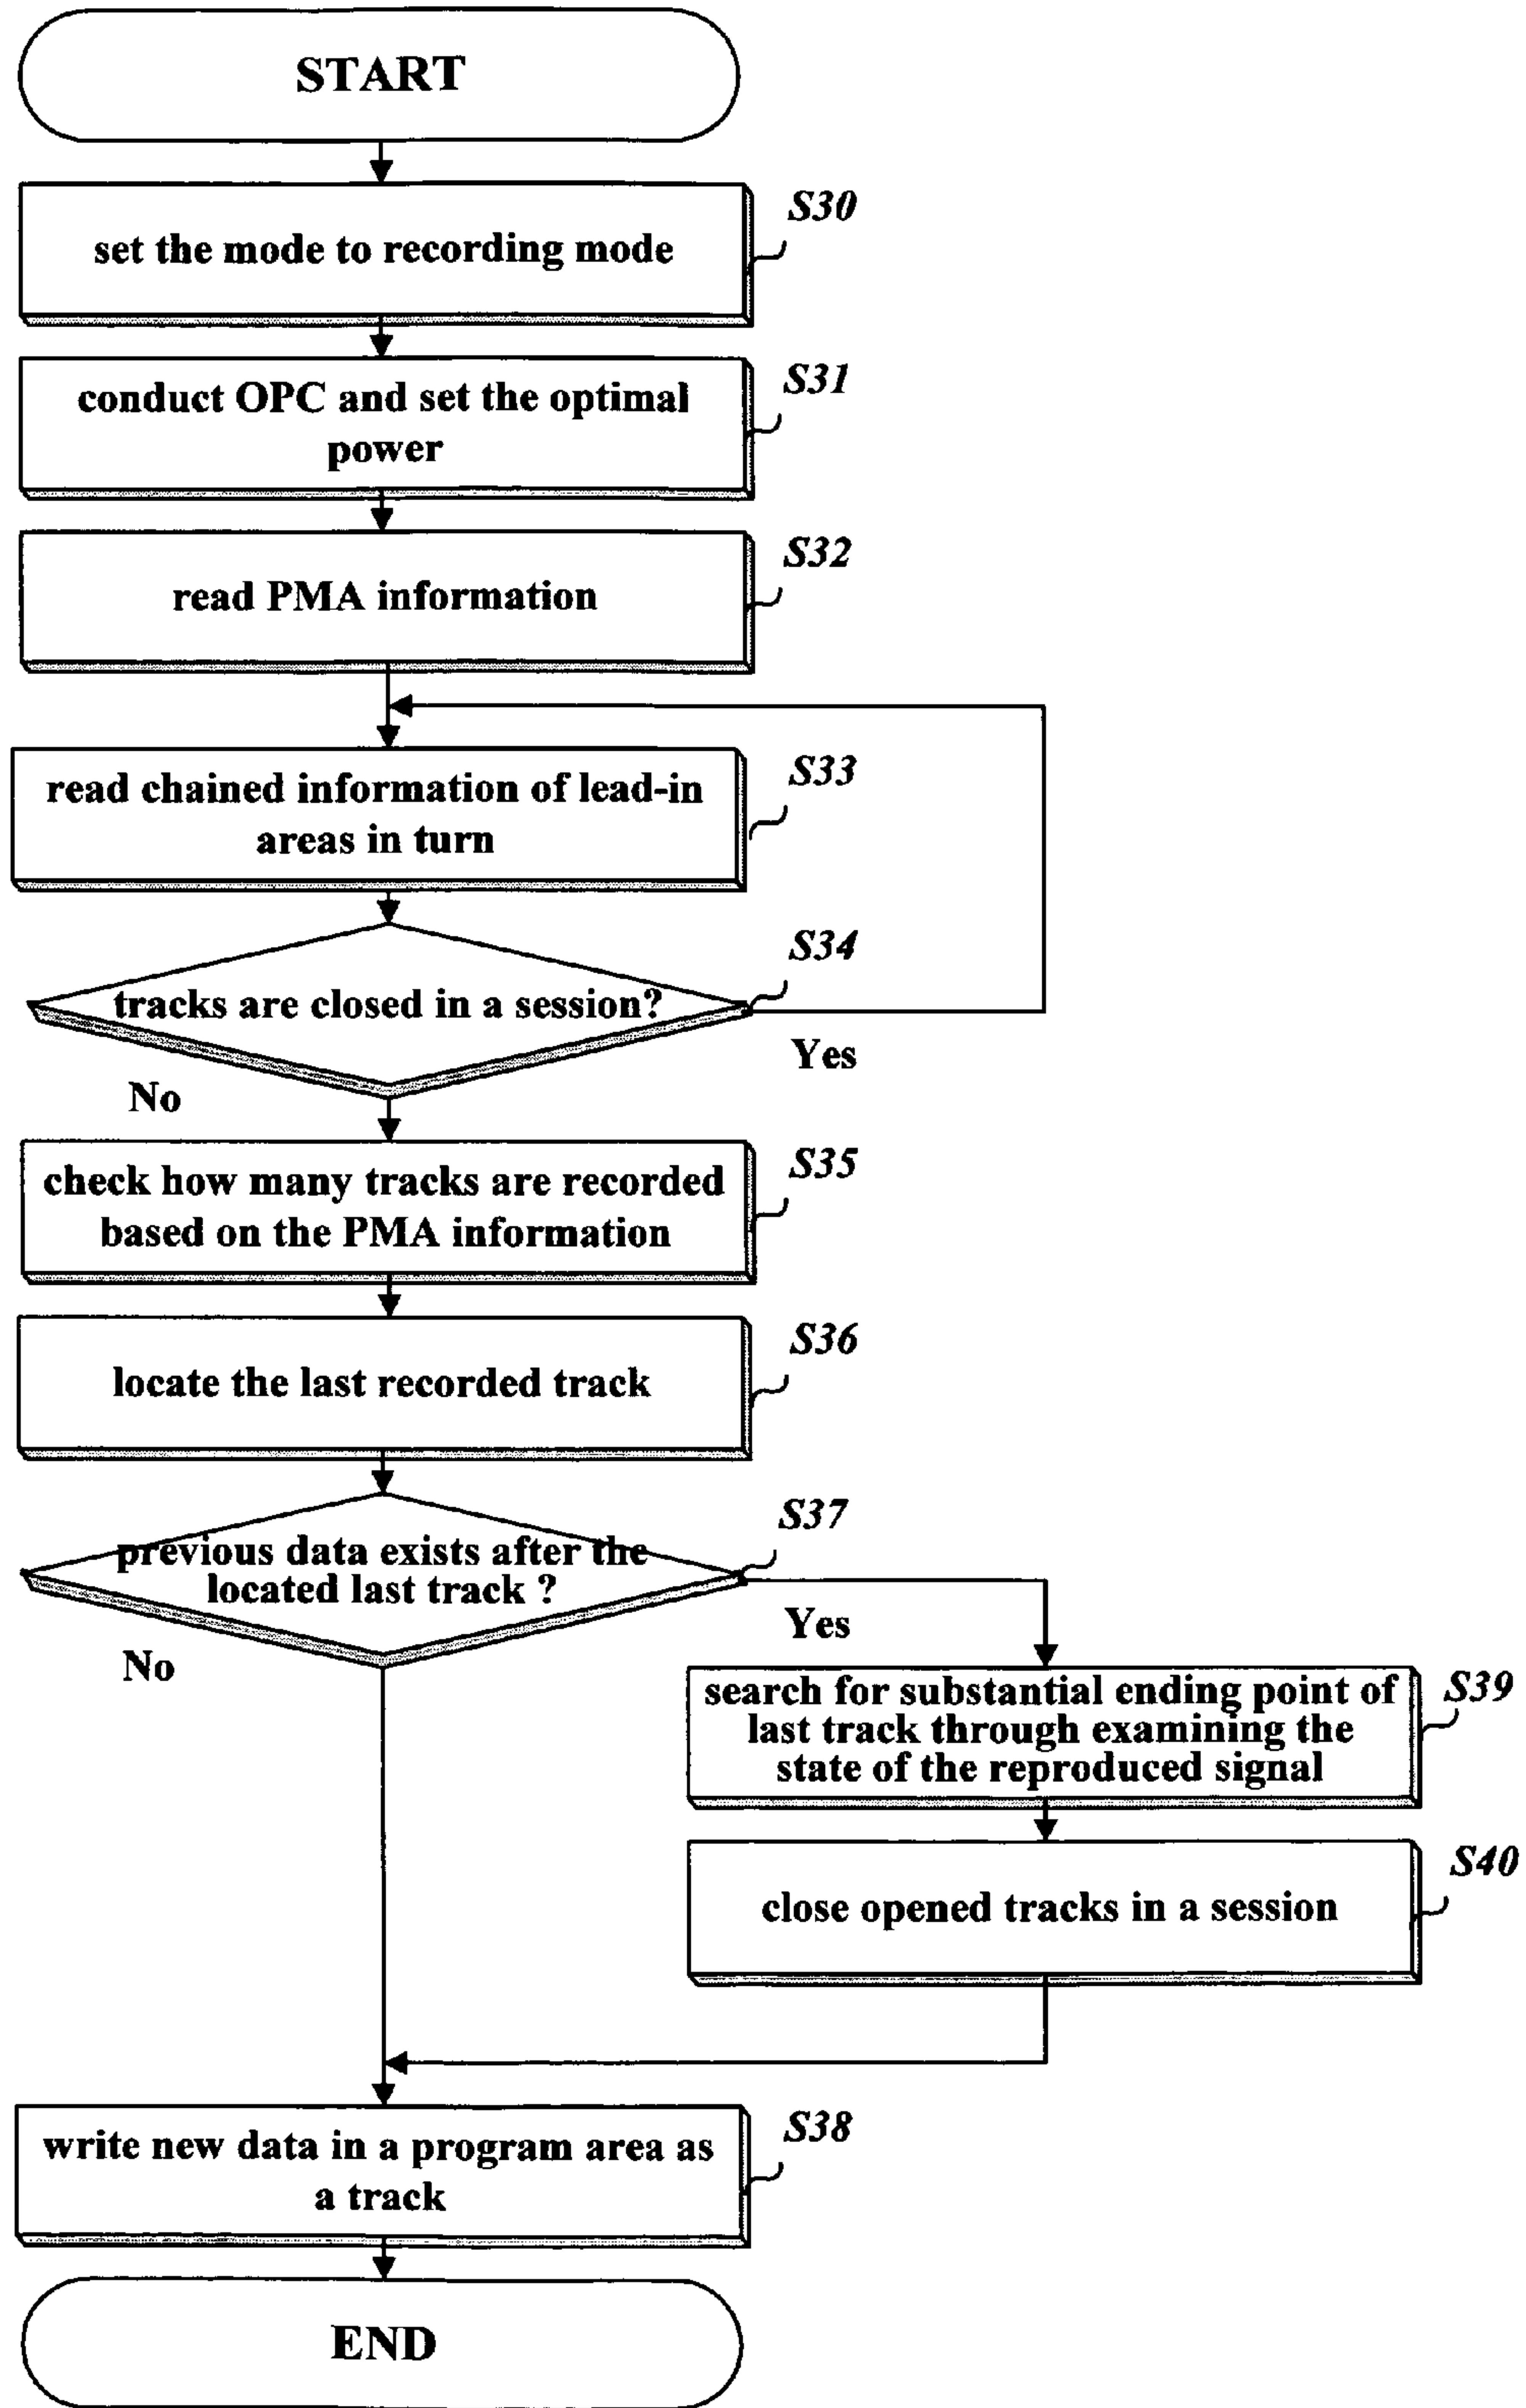 START
S30
set the mode to recording mode
S31
conduct OPC and set the optimal
power
S32
read PMA information
S33
read chained information of lead-in
areas in turn
S34
tracks are closed in a session?
Yes
No
S35
check how many tracks are recorded
based on the PMA information
S36
locate the last recorded track
S37
previous data exists after the
located last track ?
Yes
No
S39
search for substantial ending point of
last track through examining the
state of the reproduced signal
S40
close opened tracks in a session
S38
write new data in a program area as
a track
END